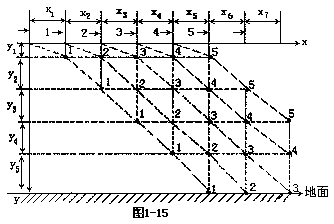 x₁ x₂ x₃ x₄ x₅ x₆ x₇
1 2 3 4 5 x
y₁ 1 2 3 4 5
y₂ 1 2 3 4 5
y₃ 1 2 3 4 5
y₄ 1 2 3 4
y₅ 1 2 3
y 地面
图1-15